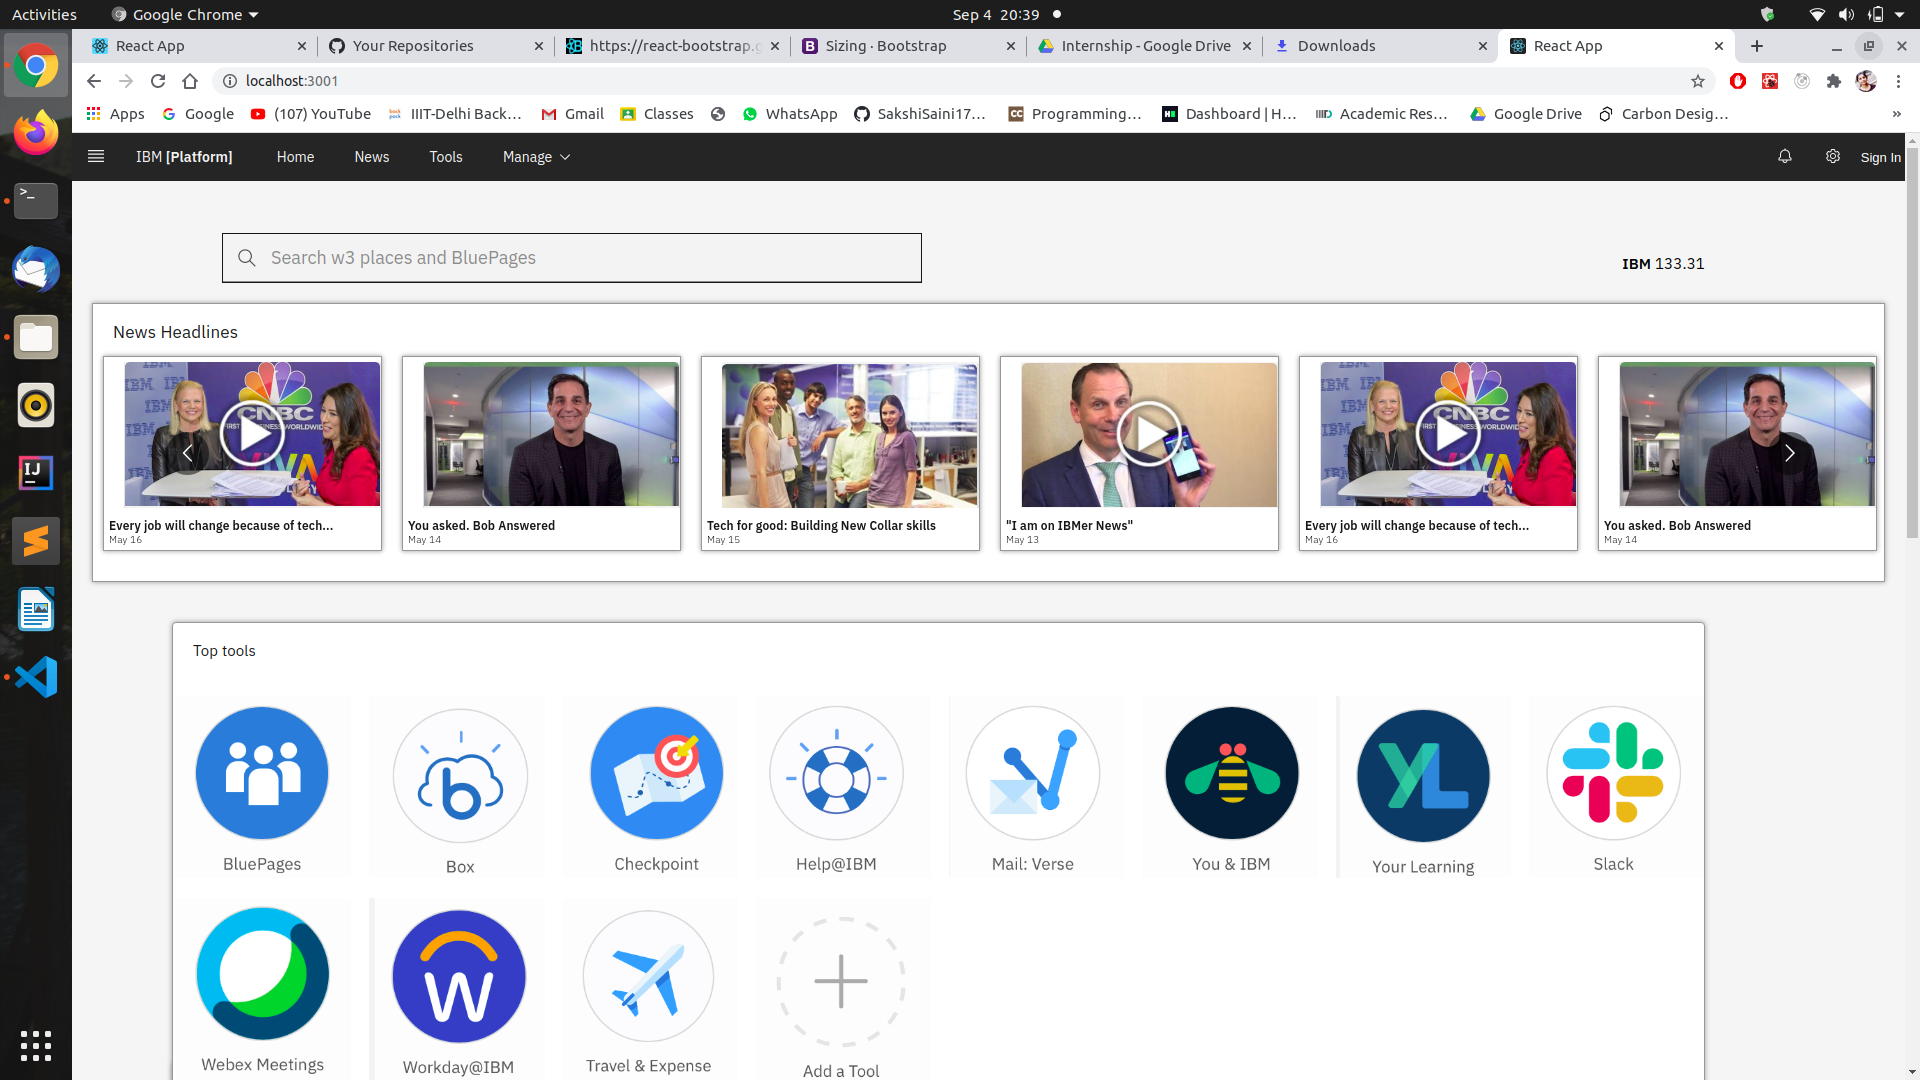 Activities Google Chrome Sep 4 20:39
React App Your Repositories https://react-bootstrap.g Sizing · Bootstrap Internship - Google Drive Downloads React App
localhost:3001
Apps Google (107) YouTube IIIT-Delhi Back... Gmail Classes WhatsApp SakshiSaini17... Programming... Dashboard | H... Academic Res... Google Drive Carbon Desig... »
IBM [Platform] Home News Tools Manage Sign In
Search w3 places and BluePages
IBM 133.31
News Headlines
Every job will change because of tech...
May 16
You asked. Bob Answered
May 14
Tech for good: Building New Collar skills
May 15
"I am on IBMer News"
May 13
Every job will change because of tech...
May 16
You asked. Bob Answered
May 14
Top tools
BluePages Box Checkpoint Help@IBM Mail: Verse You & IBM Your Learning Slack
Webex Meetings Workday@IBM Travel & Expense Add a Tool